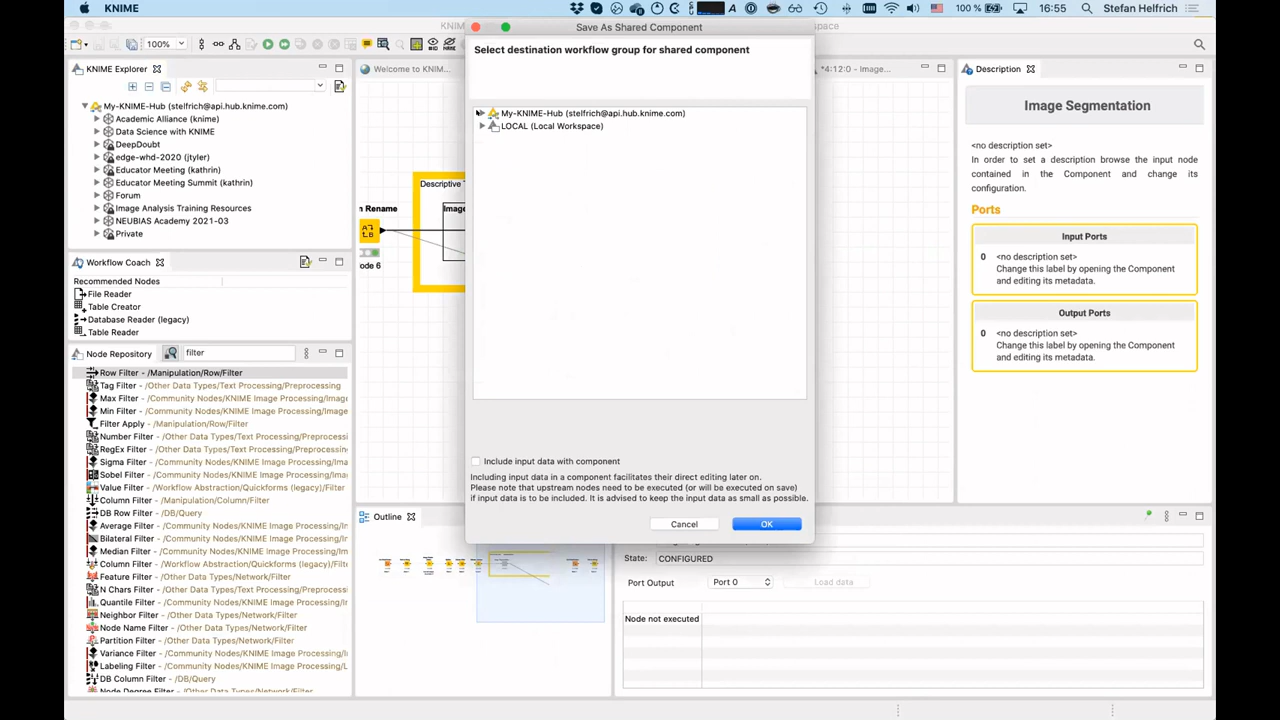 KNIME
100 %
16:55
Stefan Helfrich
KNIM
Save As Shared Component
space
100%
Select destination workflow group for shared component
KNIME Explorer
Welcome to KNIM...
*4:12:0 - Image...
Description
My-KNIME-Hub (stelfrich@api.hub.knime.com)
Academic Alliance (knime)
Data Science with KNIME
DeepDoubt
edge-whd-2020 (jtyler)
Educator Meeting (kathrin)
Educator Meeting Summit (kathrin)
Forum
Image Analysis Training Resources
NEUBIAS Academy 2021-03
Private
My-KNIME-Hub (stelfrich@api.hub.knime.com)
LOCAL (Local Workspace)
Image Segmentation
<no description set>
In order to set a description browse the input node
contained in the Component and change its
configuration.
Ports
Input Ports
0 <no description set>
Change this label by opening the Component
and editing its metadata.
Output Ports
0 <no description set>
Change this label by opening the Component
and editing its metadata.
Descriptive T
n Rename
Image
ode 6
Workflow Coach
Recommended Nodes
File Reader
Table Creator
Database Reader (legacy)
Table Reader
Node Repository
filter
Row Filter - /Manipulation/Row/Filter
Tag Filter - /Other Data Types/Text Processing/Preprocessing
Max Filter - /Community Nodes/KNIME Image Processing/Image
Min Filter - /Community Nodes/KNIME Image Processing/Image
Filter Apply - /Manipulation/Row/Filter
Number Filter - /Other Data Types/Text Processing/Preprocess
RegEx Filter - /Other Data Types/Text Processing/Preprocessi
Sigma Filter - /Community Nodes/KNIME Image Processing/Ima
Sobel Filter - /Community Nodes/KNIME Image Processing/Ima
Value Filter - /Workflow Abstraction/Quickforms (legacy)/Filter
Column Filter - /Manipulation/Column/Filter
DB Row Filter - /DB/Query
Average Filter - /Community Nodes/KNIME Image Processing/I
Bilateral Filter - /Community Nodes/KNIME Image Processing/I
Median Filter - /Community Nodes/KNIME Image Processing/I
Column Filter - /Workflow Abstraction/Quickforms (legacy)/Filt
Feature Filter - /Other Data Types/Network/Filter
N Chars Filter - /Other Data Types/Text Processing/Preproces
Quantile Filter - /Community Nodes/KNIME Image Processing/I
Neighbor Filter - /Other Data Types/Network/Filter
Node Name Filter - /Other Data Types/Network/Filter
Partition Filter - /Other Data Types/Network/Filter
Variance Filter - /Community Nodes/KNIME Image Processing/I
Labeling Filter - /Community Nodes/KNIME Image Processing/L
DB Column Filter - /DB/Query
Node Degree Filter - /Other Data Types/Network/Filter
Include input data with component
Including input data in a component facilitates their direct editing later on.
Please note that upstream nodes need to be executed (or will be executed on save)
if input data is to be included. It is advised to keep the input data as small as possible.
Cancel
OK
Outline
State: CONFIGURED
Port Output
Port 0
Load data
Node not executed